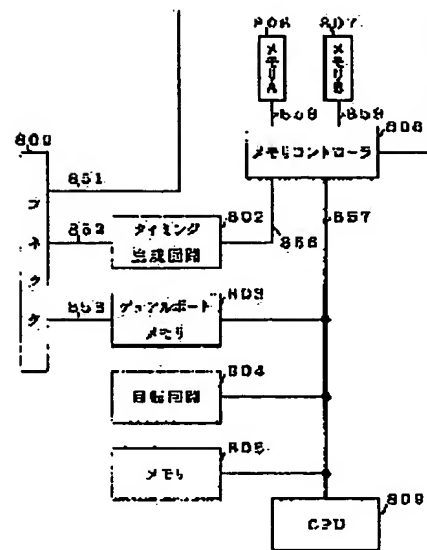 806 807
メモリA
メモリB
858 859
808
メモリコントローラ
800
851
コネクタ
852
タイミング
生成回路
802
856
857
853
デュアルポート
メモリ
803
回転回路
804
メモリ
805
CPU
809